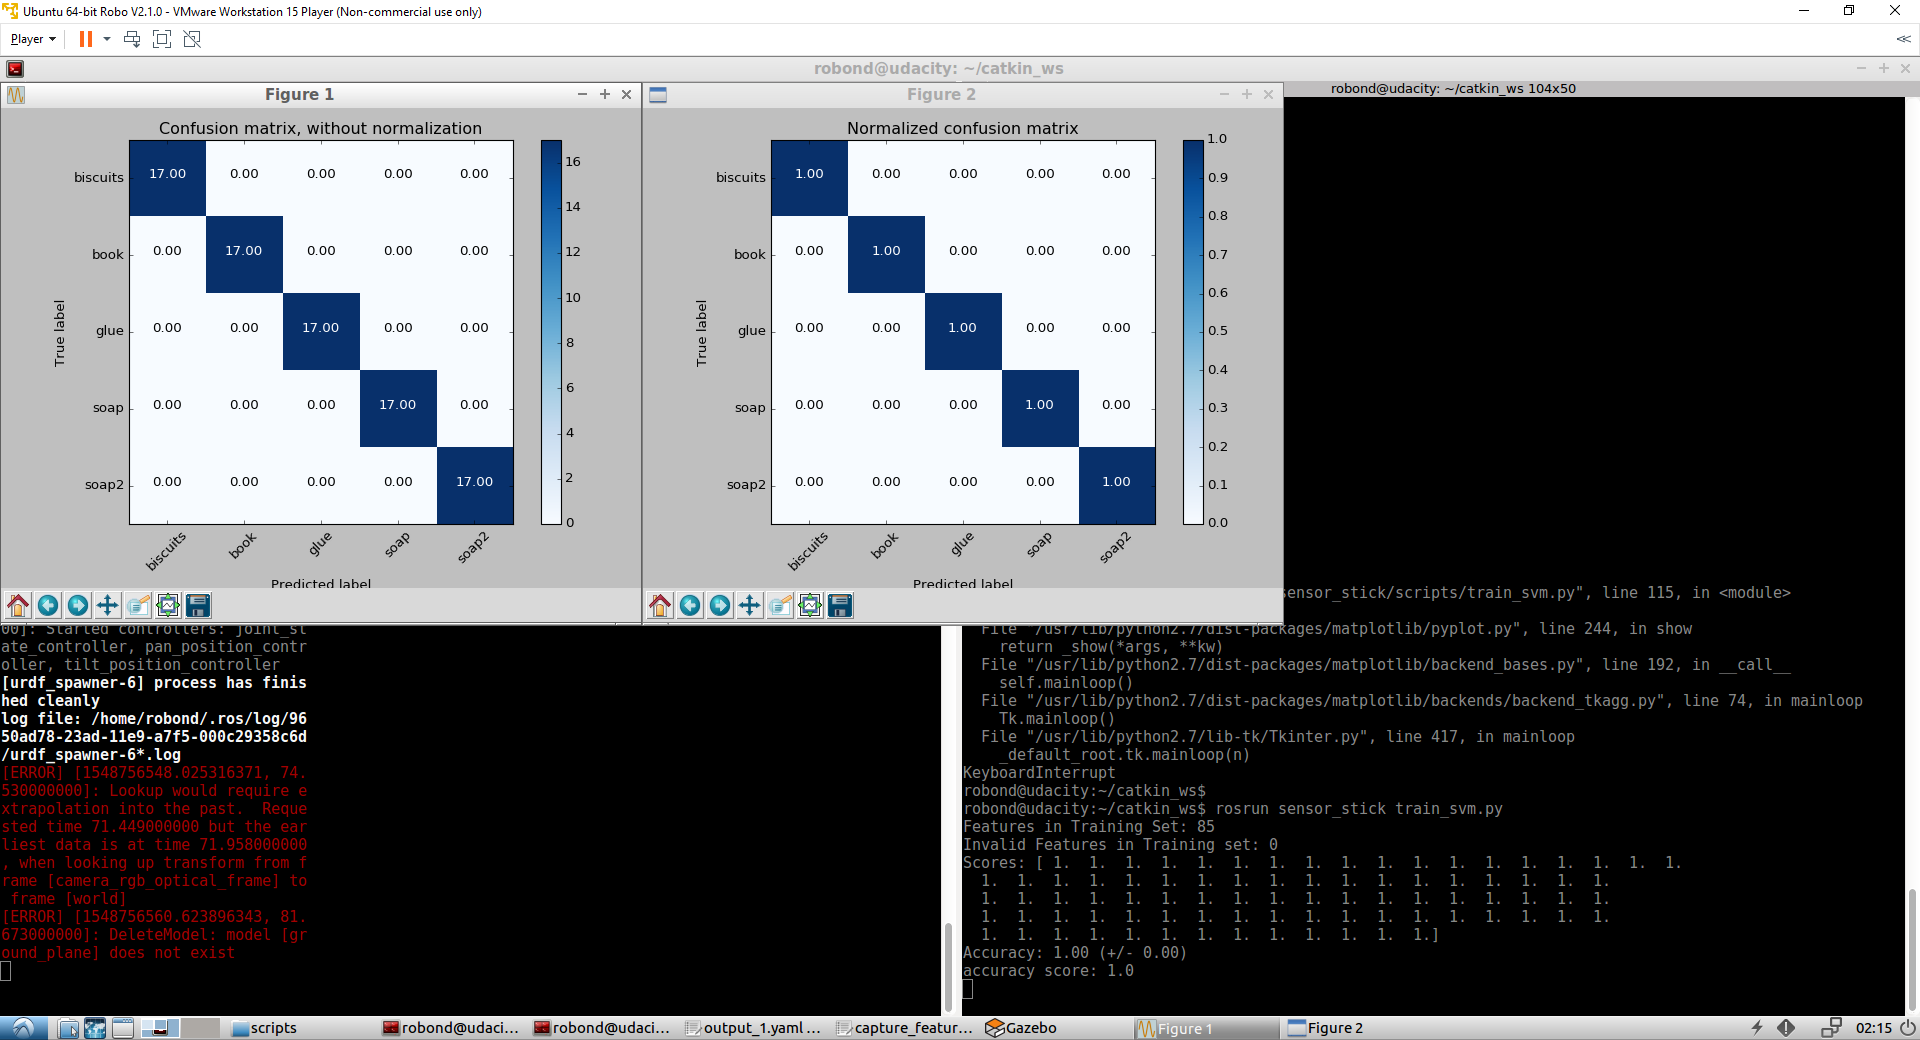 Ubuntu 64-bit Robo V2.1.0 - VMware Workstation 15 Player (Non-commercial use only)
Player
robond@udacity: ~/catkin_ws
Figure 1
Figure 2
robond@udacity: ~/catkin_ws 104x50
Confusion matrix, without normalization
biscuits 17.00 0.00 0.00 0.00 0.00
book 0.00 17.00 0.00 0.00 0.00
glue 0.00 0.00 17.00 0.00 0.00
soap 0.00 0.00 0.00 17.00 0.00
soap2 0.00 0.00 0.00 0.00 17.00
True label
biscuits book glue soap soap2
Predicted label
16
14
12
10
8
6
4
2
0
Normalized confusion matrix
biscuits 1.00 0.00 0.00 0.00 0.00
book 0.00 1.00 0.00 0.00 0.00
glue 0.00 0.00 1.00 0.00 0.00
soap 0.00 0.00 0.00 1.00 0.00
soap2 0.00 0.00 0.00 0.00 1.00
True label
biscuits book glue soap soap2
Predicted label
1.0
0.9
0.8
0.7
0.6
0.5
0.4
0.3
0.2
0.1
0.0
00]: Started controllers: joint_st
ate_controller, pan_position_contr
oller, tilt_position_controller
[urdf_spawner-6] process has finis
hed cleanly
log file: /home/robond/.ros/log/96
50ad78-23ad-11e9-a7f5-000c29358c6d
/urdf_spawner-6*.log
[ERROR] [1548756548.025316371, 74.
530000000]: Lookup would require e
xtrapolation into the past.  Reque
sted time 71.449000000 but the ear
liest data is at time 71.958000000
, when looking up transform from f
rame [camera_rgb_optical_frame] to
 frame [world]
[ERROR] [1548756560.623896343, 81.
673000000]: DeleteModel: model [gr
ound_plane] does not exist
sensor_stick/scripts/train_svm.py", line 115, in <module>
File "/usr/lib/python2.7/dist-packages/matplotlib/pyplot.py", line 244, in show
return _show(*args, **kw)
File "/usr/lib/python2.7/dist-packages/matplotlib/backend_bases.py", line 192, in __call__
self.mainloop()
File "/usr/lib/python2.7/dist-packages/matplotlib/backends/backend_tkagg.py", line 74, in mainloop
Tk.mainloop()
File "/usr/lib/python2.7/lib-tk/Tkinter.py", line 417, in mainloop
_default_root.tk.mainloop(n)
KeyboardInterrupt
robond@udacity:~/catkin_ws$
robond@udacity:~/catkin_ws$ rosrun sensor_stick train_svm.py
Features in Training Set: 85
Invalid Features in Training set: 0
Scores: [ 1. 1. 1. 1. 1. 1. 1. 1. 1. 1. 1. 1. 1. 1. 1. 1. 1. 1.
1. 1. 1. 1. 1. 1. 1. 1. 1. 1. 1. 1. 1. 1. 1. 1. 1. 1.
1. 1. 1. 1. 1. 1. 1. 1. 1. 1. 1. 1. 1. 1. 1. 1. 1. 1.
1. 1. 1. 1. 1. 1. 1. 1. 1. 1. 1. 1. 1. 1. 1. 1. 1. 1.
1. 1. 1. 1. 1. 1. 1. 1. 1. 1. 1. 1. 1.]
Accuracy: 1.00 (+/- 0.00)
accuracy score: 1.0
scripts
robond@udaci...
robond@udaci...
output_1.yaml ...
capture_featur...
Gazebo
Figure 1
Figure 2
02:15